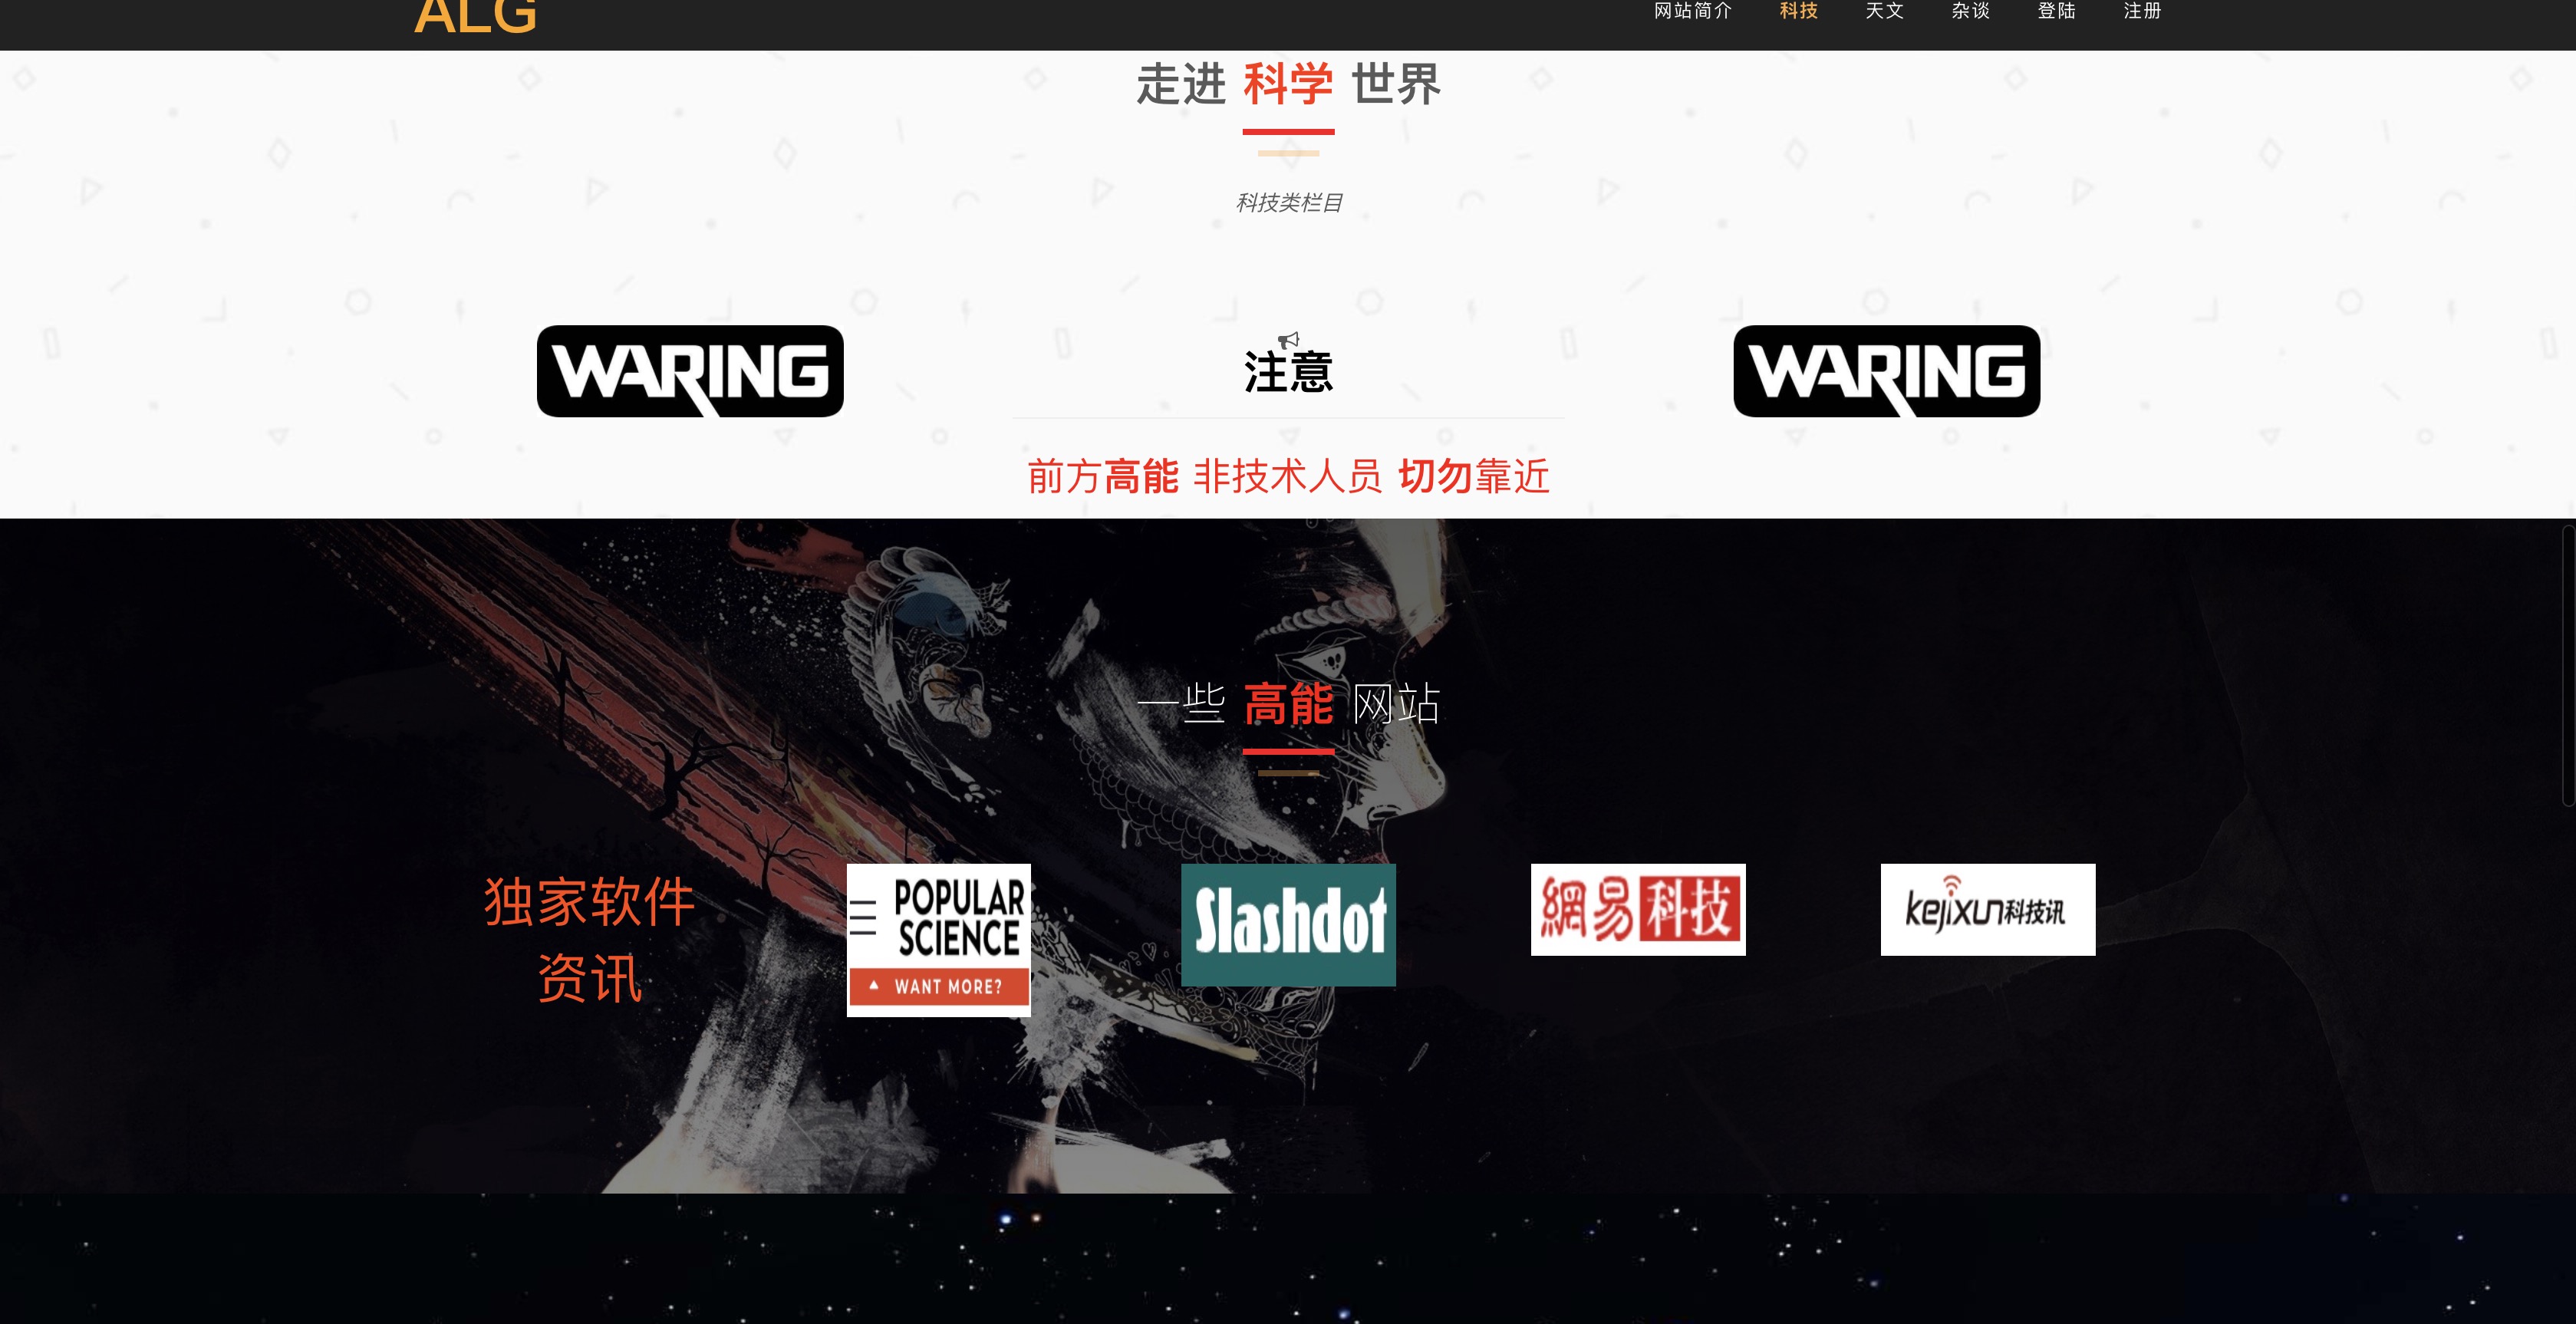 ALG
网站简介 科技 天文 杂谈 登陆 注册
走进 科学 世界
科技类栏目
WARING
注意
WARING
前方高能 非技术人员 切勿靠近
一些 高能 网站
独家软件
资讯
POPULAR
SCIENCE
WANT MORE?
Slashdot
網易科技
kejixun科技讯